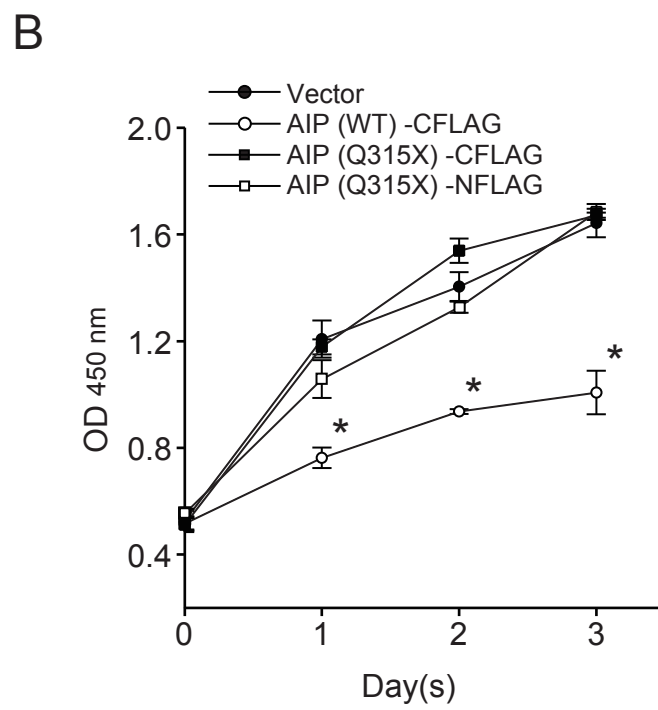 B
Vector
AIP (WT) -CFLAG
AIP (Q315X) -CFLAG
AIP (Q315X) -NFLAG
2.0
1.6
1.2
0.8
0.4
OD 450 nm
*
*
*
0 1 2 3
Day(s)